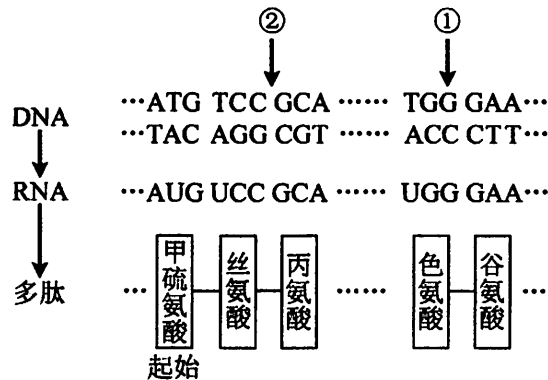 ② ①
DNA …ATG TCC GCA …… TGG GAA…
…TAC AGG CGT …… ACC CTT…
RNA …AUG UCC GCA …… UGG GAA…
多肽 … 甲硫氨酸 丝氨酸 丙氨酸 …… 色氨酸 谷氨酸 …
起始